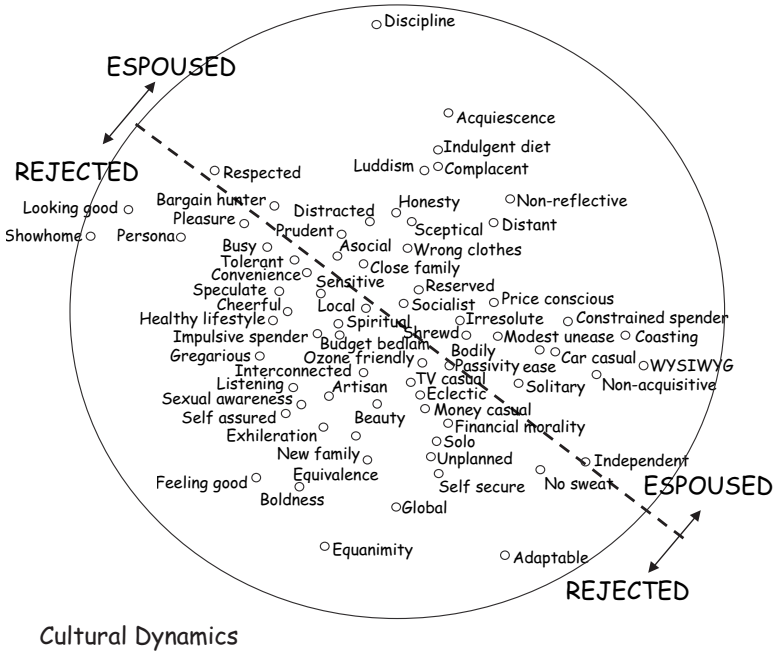 Discipline
ESPOUSED
Acquiescence
Indulgent diet
Luddism
Complacent
REJECTED
Respected
Bargain hunter
Honesty
Non-reflective
Looking good
Distracted
Pleasure
Sceptical
Distant
Showhome
Persona
Prudent
Busy
Asocial
Wrong clothes
Tolerant
Close family
Convenience
Sensitive
Reserved
Speculate
Price conscious
Cheerful
Local
Socialist
Healthy lifestyle
Spiritual
Irresolute
Constrained spender
Impulsive spender
Shrewd
Modest unease
Coasting
Budget bedlam
Gregarious
Ozone friendly
Bodily ease
Car casual
Interconnected
Passivity
WYSIWYG
Listening
Artisan
TV casual
Solitary
Non-acquisitive
Sexual awareness
Eclectic
Self assured
Beauty
Money casual
Exhileration
Financial morality
Solo
New family
Unplanned
Independent
Feeling good
Equivalence
Self secure
No sweat
ESPOUSED
Boldness
Global
Equanimity
Adaptable
REJECTED
Cultural Dynamics